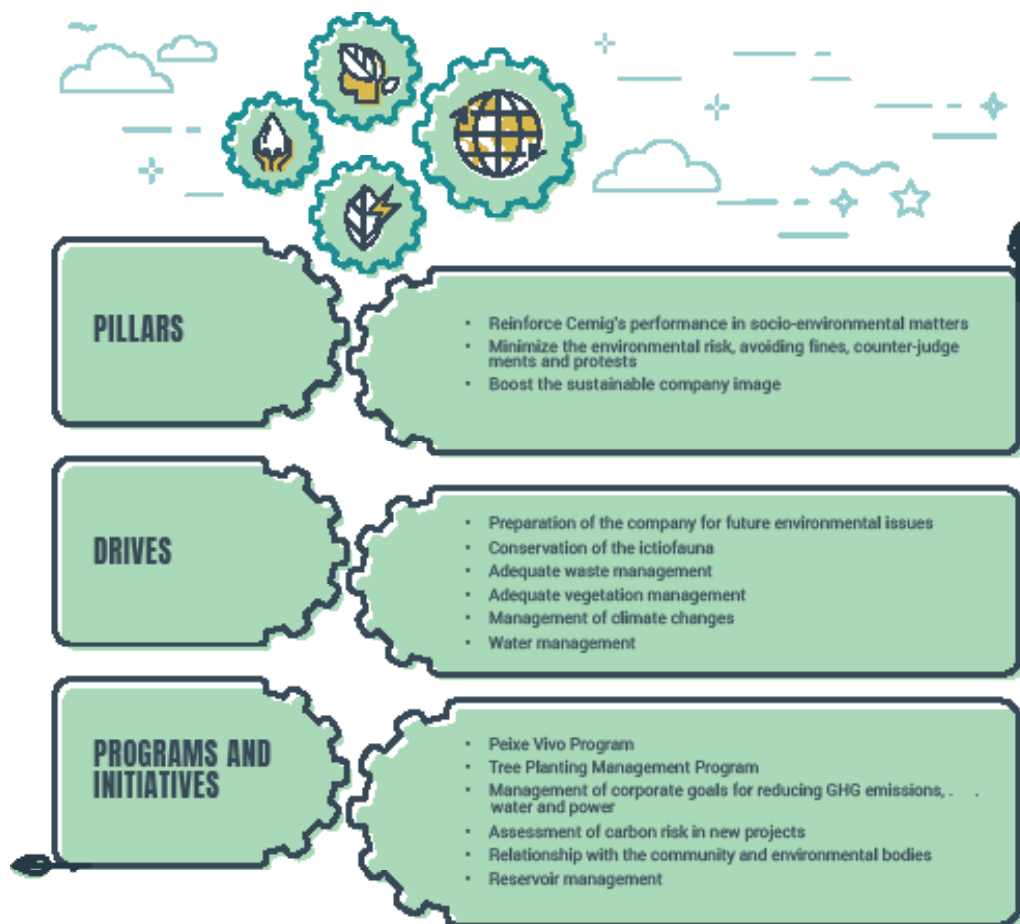 PILLARS
• Reinforce Cemig's performance in socio-environmental matters
• Minimize the environmental risk, avoiding fines, counter-judge
ments and protests
• Boost the sustainable company image
DRIVES
• Preparation of the company for future environmental issues
• Conservation of the ictiofauna
• Adequate waste management
• Adequate vegetation management
• Management of climate changes
• Water management
PROGRAMS AND
INITIATIVES
• Peixe Vivo Program
• Tree Planting Management Program
• Management of corporate goals for reducing GHG emissions, . .
water and power
• Assessment of carbon risk in new projects
• Relationship with the community and environmental bodies
• Reservoir management